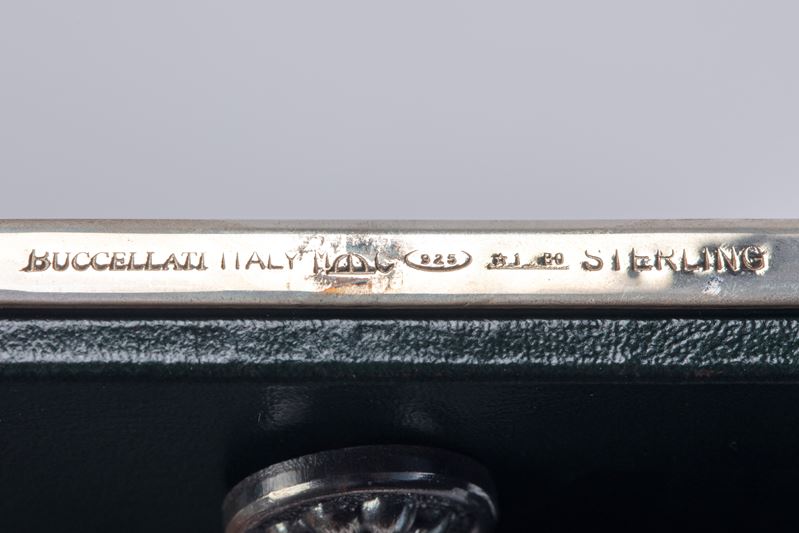 BUCCELLATI ITALY 925 STERLING